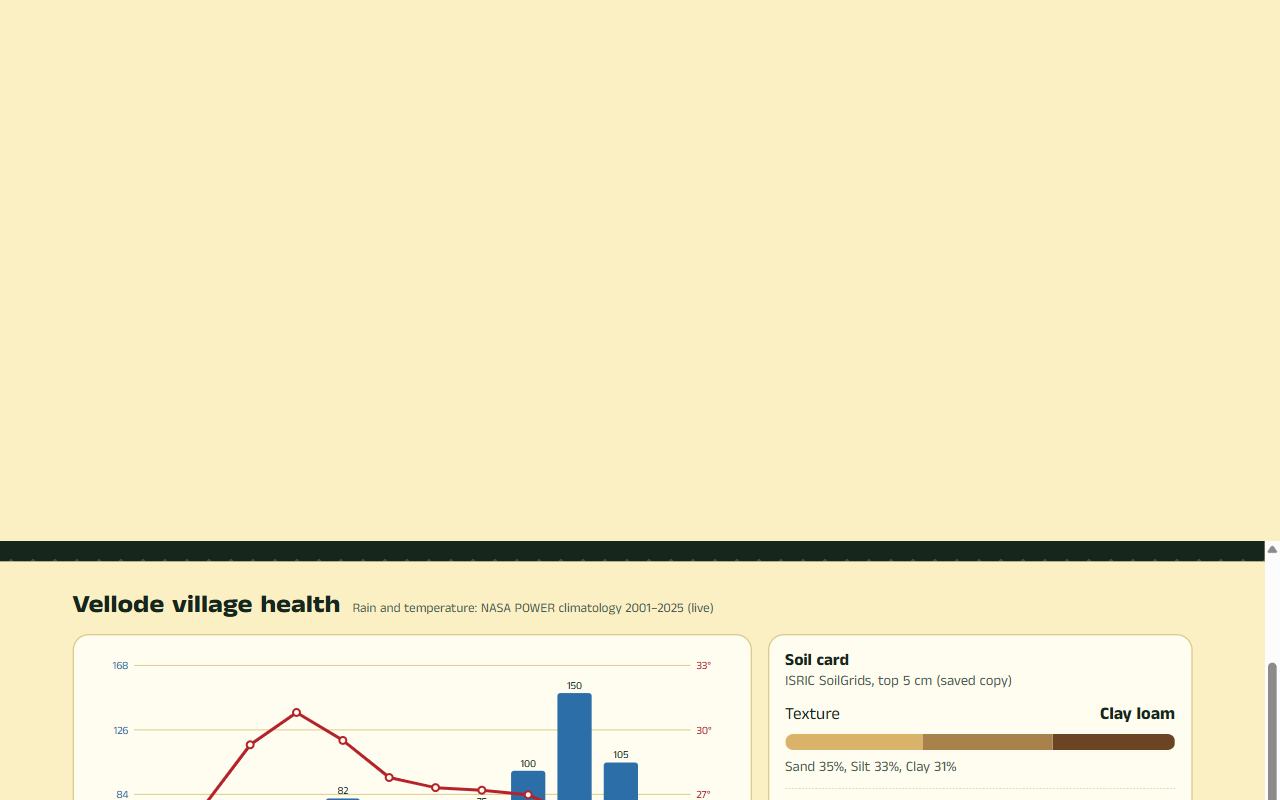 Vellode village health Rain and temperature: NASA POWER climatology 2001–2025 (live)
168
33°
150
126
30°
105
100
82
75
84
27°
Soil card
ISRIC SoilGrids, top 5 cm (saved copy)
Texture Clay loam
Sand 35%, Silt 33%, Clay 31%